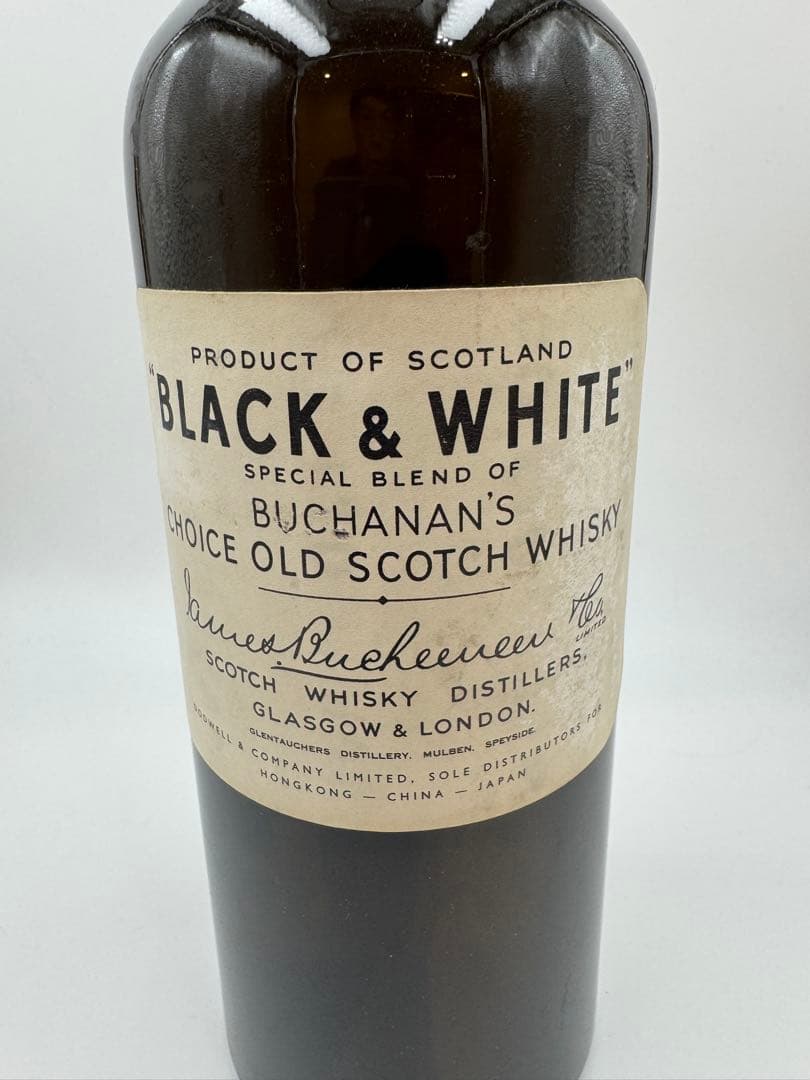 PRODUCT OF SCOTLAND
"BLACK & WHITE"
SPECIAL BLEND OF
BUCHANAN'S
CHOICE OLD SCOTCH WHISKY
James Buchanan & Co.
LIMITED
SCOTCH WHISKY DISTILLERS,
GLASGOW & LONDON.
GLENTAUCHERS DISTILLERY. MULBEN. SPEYSIDE.
DODWELL & COMPANY LIMITED, SOLE DISTRIBUTORS FOR
HONGKONG — CHINA — JAPAN